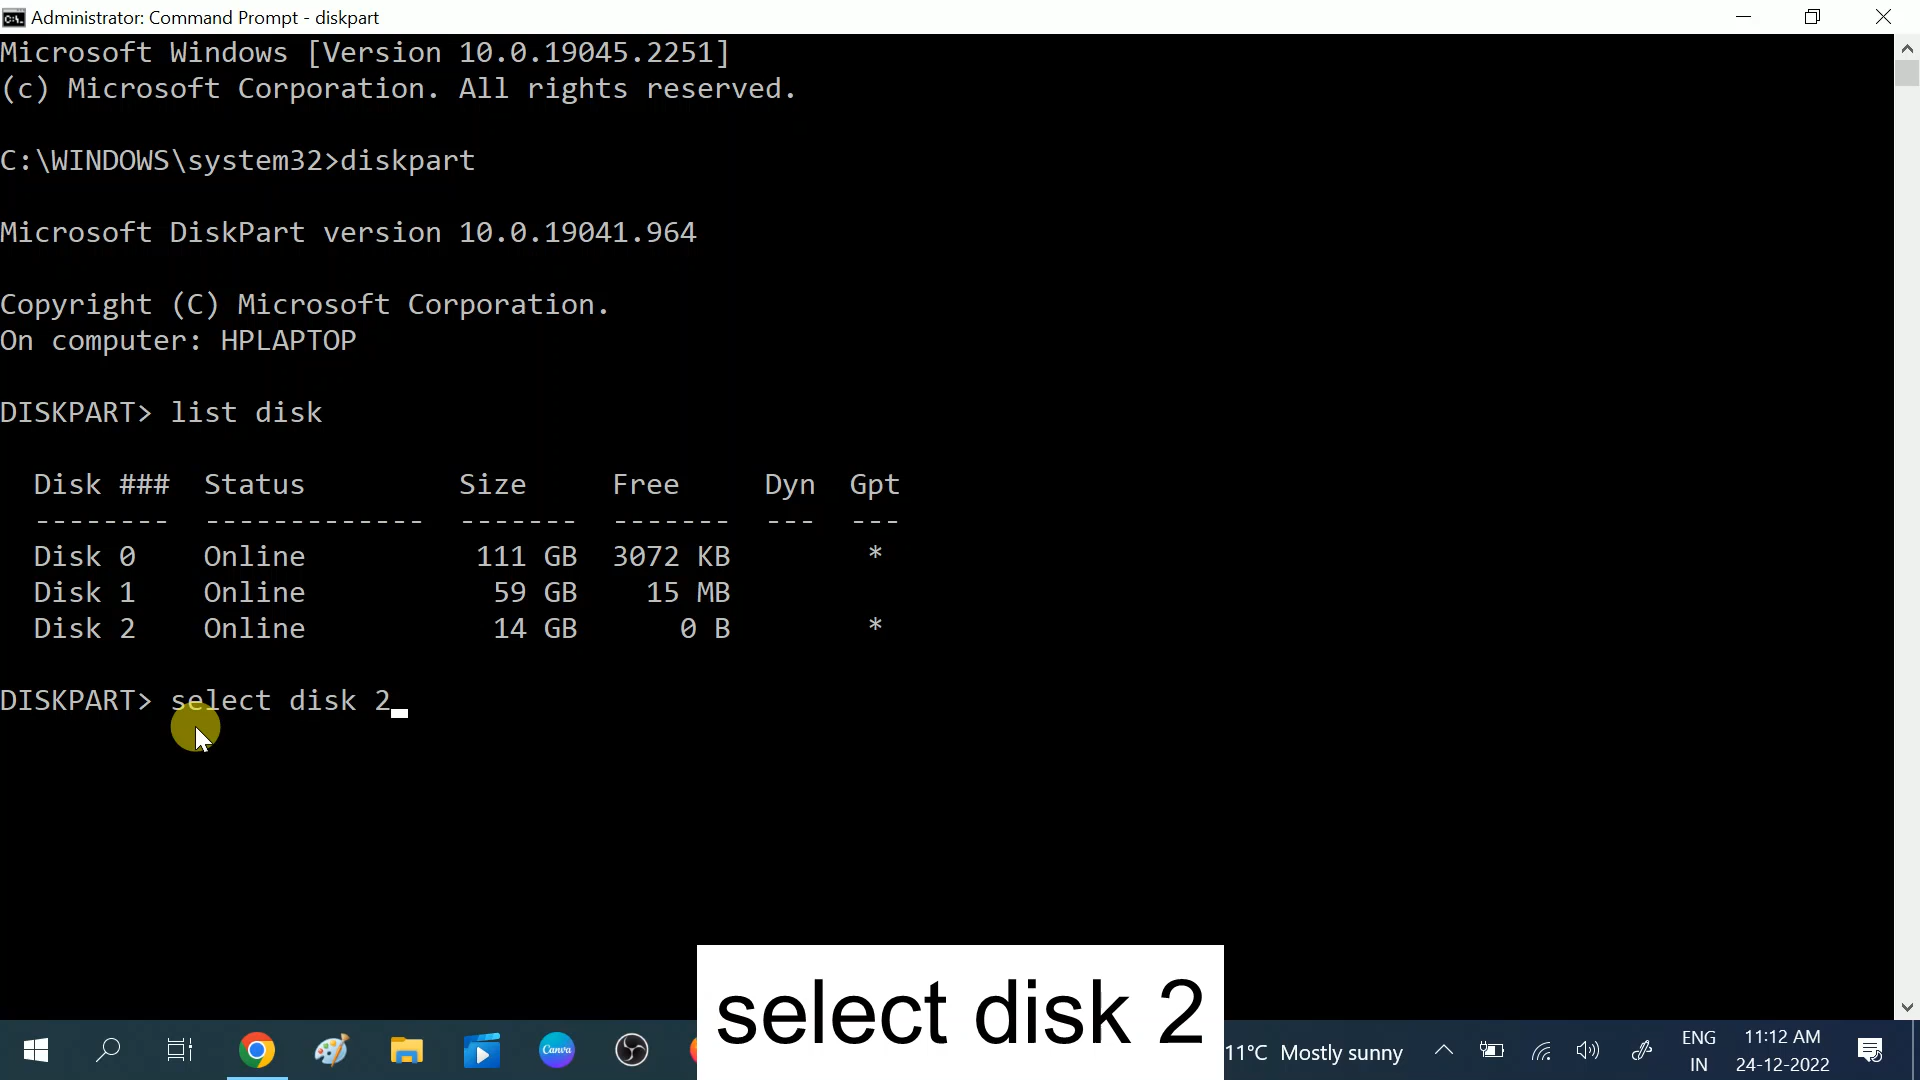 Administrator: Command Prompt - diskpart
Microsoft Windows [Version 10.0.19045.2251]
(c) Microsoft Corporation. All rights reserved.
C:\WINDOWS\system32>diskpart
Microsoft DiskPart version 10.0.19041.964
Copyright (C) Microsoft Corporation.
On computer: HPLAPTOP
DISKPART> list disk
Disk ### Status Size Free Dyn Gpt
-------- ------------- ------- ------- --- ---
Disk 0 Online 111 GB 3072 KB *
Disk 1 Online 59 GB 15 MB
Disk 2 Online 14 GB 0 B *
DISKPART> select disk 2
select disk 2
Canva
11°C Mostly sunny
ENG
IN
11:12 AM
24-12-2022